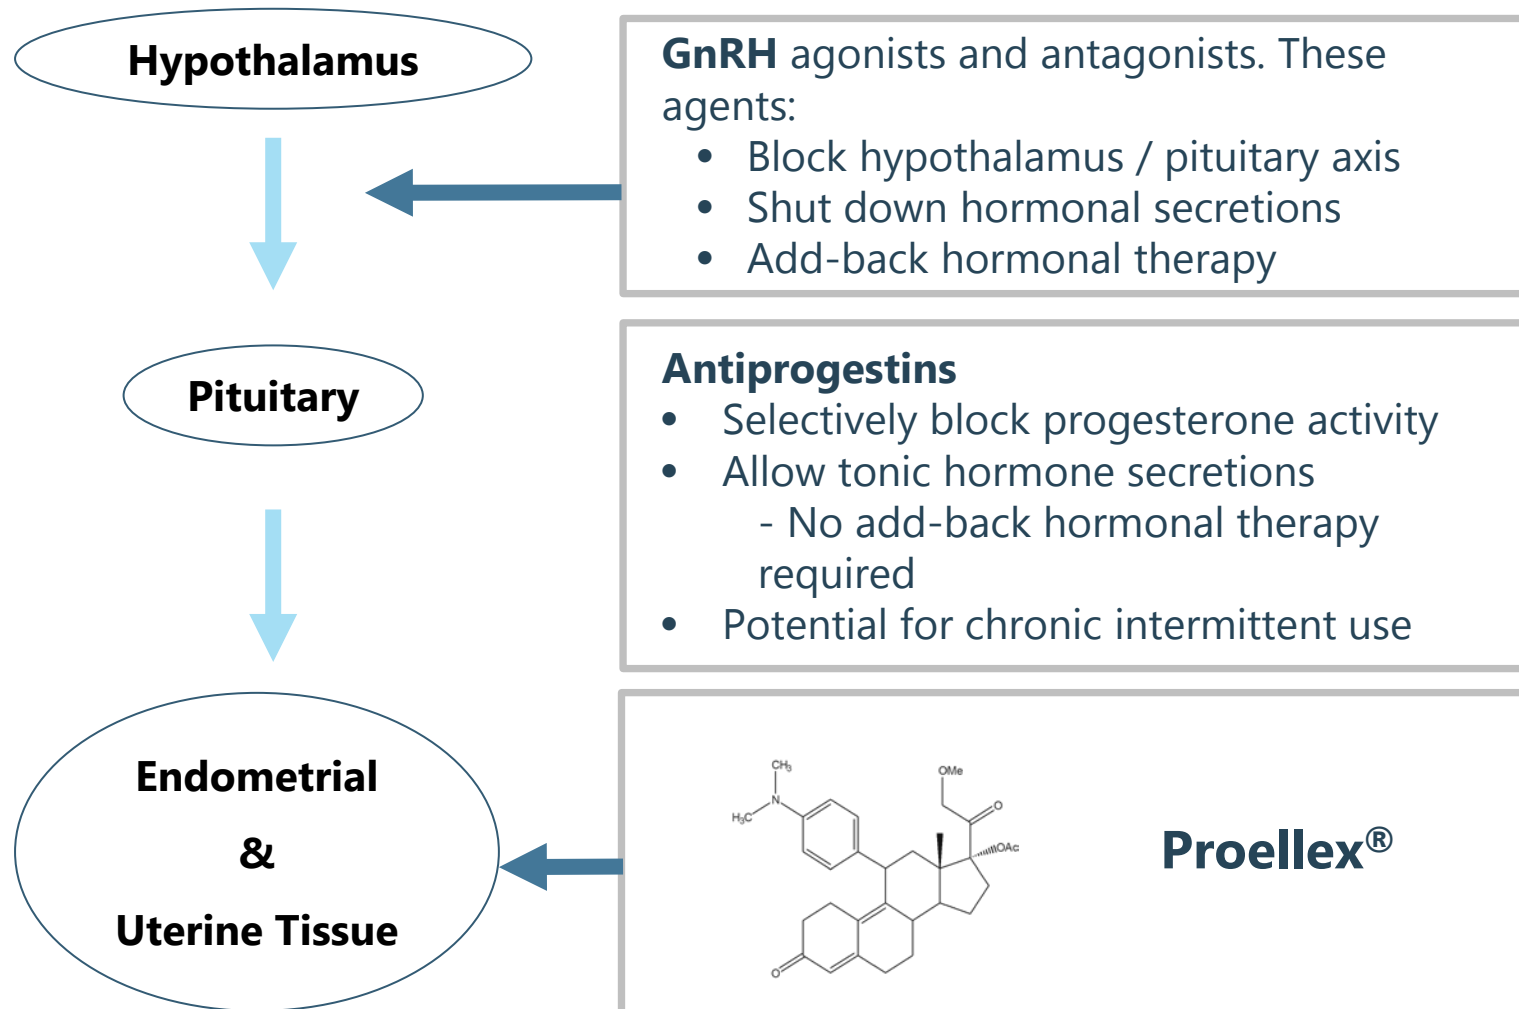 Hypothalamus
GnRH agonists and antagonists. These
agents:
• Block hypothalamus / pituitary axis
• Shut down hormonal secretions
• Add-back hormonal therapy
Pituitary
Antiprogestins
• Selectively block progesterone activity
• Allow tonic hormone secretions
- No add-back hormonal therapy
required
• Potential for chronic intermittent use
Endometrial
&
Uterine Tissue
CH₃
N
H₃C
OMe
O
OAc
O
Proellex®